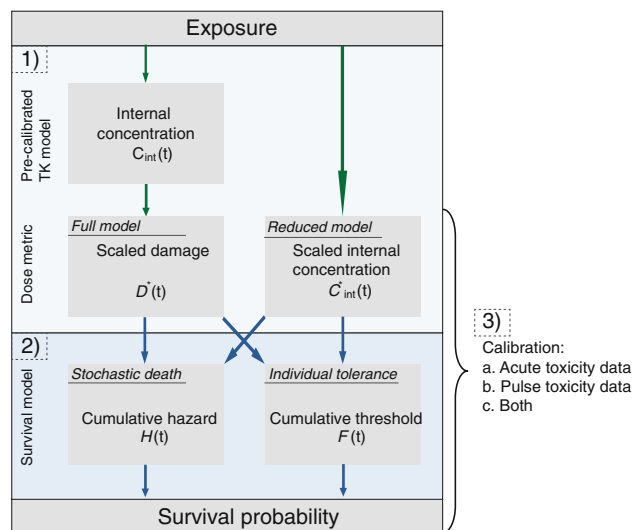 Exposure
1)
Pre-calibrated
TK model
Internal
concentration
Cint(t)
Dose metric
Full model
Scaled damage
D*(t)
Reduced model
Scaled internal
concentration
C*int(t)
2)
Survival model
Stochastic death
Cumulative hazard
H(t)
Individual tolerance
Cumulative threshold
F(t)
Survival probability
3)
Calibration:
a. Acute toxicity data
b. Pulse toxicity data
c. Both